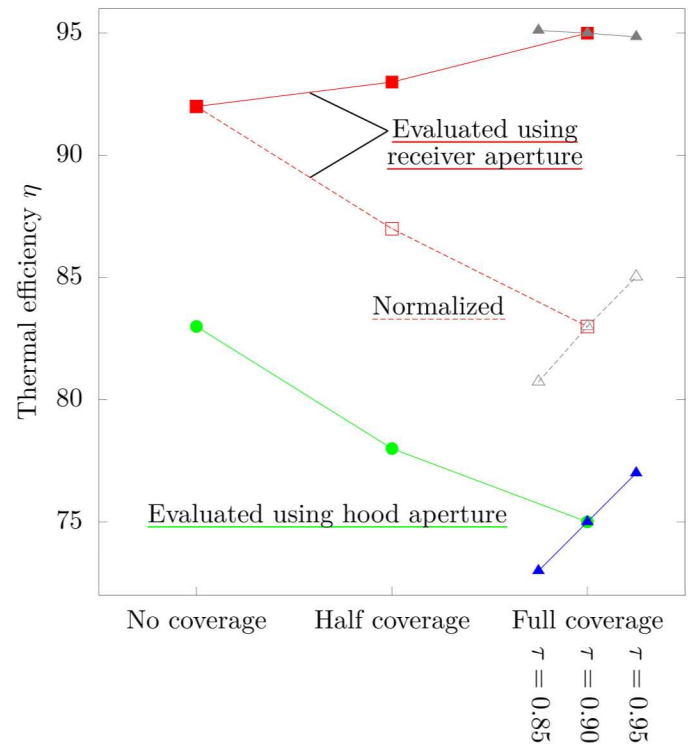 95
90
85
80
75
Thermal efficiency η
Evaluated using
receiver aperture
Normalized
Evaluated using hood aperture
No coverage
Half coverage
Full coverage
τ = 0.85
τ = 0.90
τ = 0.95